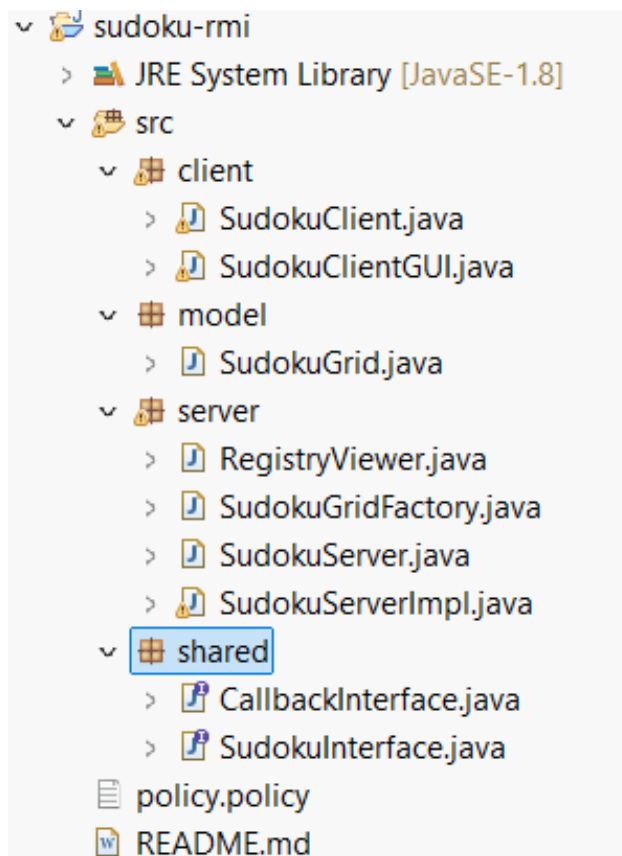 sudoku-rmi
JRE System Library [JavaSE-1.8]
src
client
SudokuClient.java
SudokuClientGUI.java
model
SudokuGrid.java
server
RegistryViewer.java
SudokuGridFactory.java
SudokuServer.java
SudokuServerImpl.java
shared
CallbackInterface.java
SudokuInterface.java
policy.policy
README.md